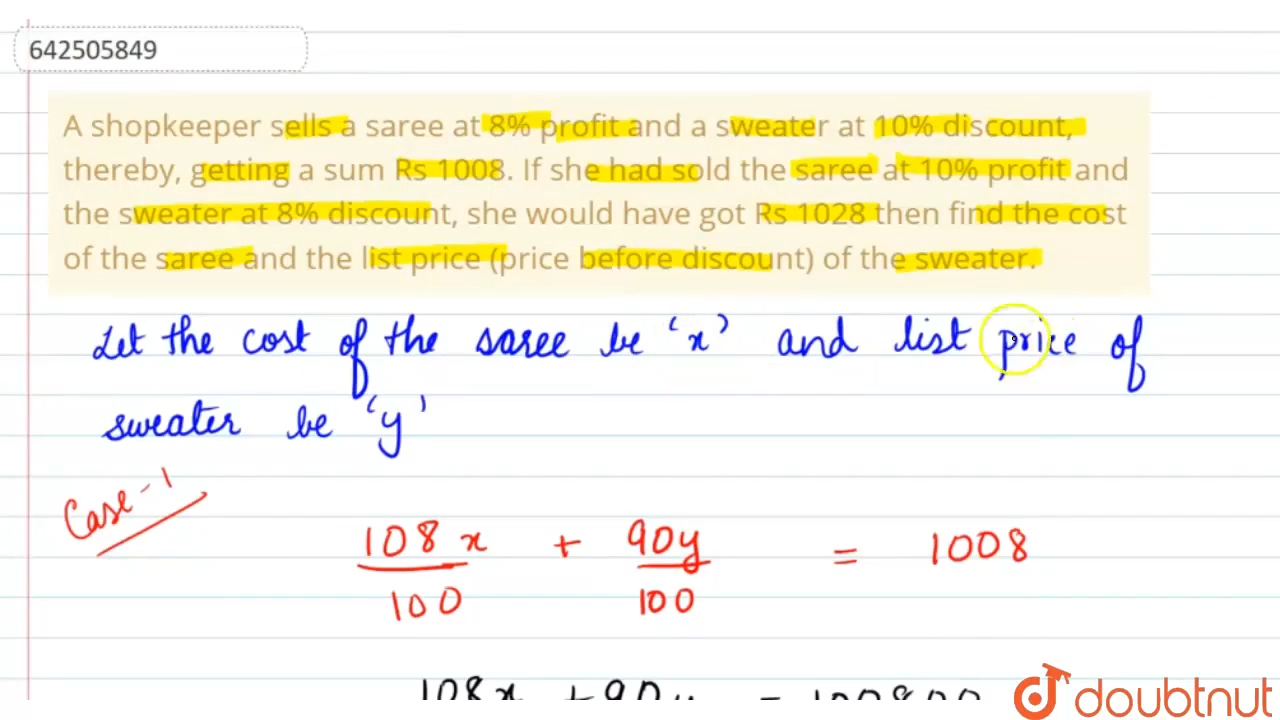 642505849
A shopkeeper sells a saree at 8% profit and a sweater at 10% discount,
thereby, getting a sum Rs 1008. If she had sold the saree at 10% profit and
the sweater at 8% discount, she would have got Rs 1028 then find the cost
of the saree and the list price (price before discount) of the sweater.
Let the cost of the saree be 'x' and list price of
sweater be 'y'
Case-1
108x/100 + 90y/100 = 1008
108x + 90y = 100800
doubtnut